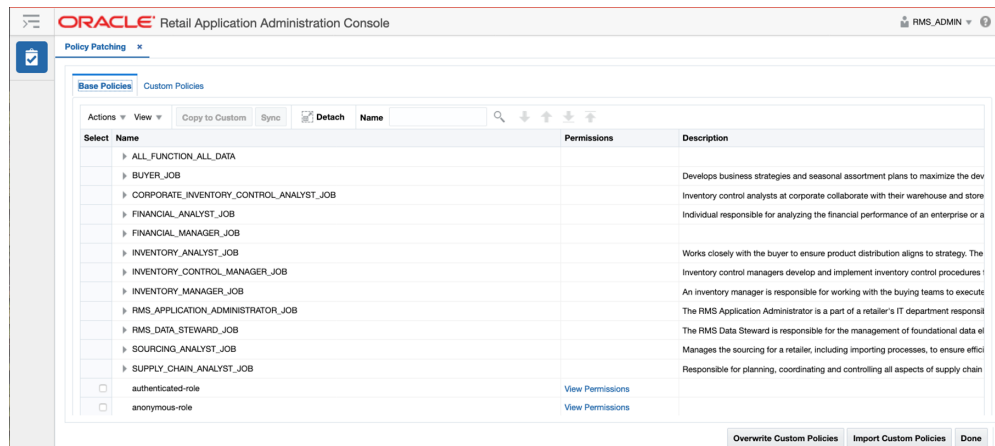 ORACLE® Retail Application Administration Console
RMS_ADMIN
Policy Patching ×
Base Policies Custom Policies
Actions View Copy to Custom Sync Detach Name
Select Name Permissions Description
ALL_FUNCTION_ALL_DATA
BUYER_JOB Develops business strategies and seasonal assortment plans to maximize the dev
CORPORATE_INVENTORY_CONTROL_ANALYST_JOB Inventory control analysts at corporate collaborate with their warehouse and store
FINANCIAL_ANALYST_JOB Individual responsible for analyzing the financial performance of an enterprise or a
FINANCIAL_MANAGER_JOB
INVENTORY_ANALYST_JOB Works closely with the buyer to ensure product distribution aligns to strategy. The
INVENTORY_CONTROL_MANAGER_JOB Inventory control managers develop and implement inventory control procedures
INVENTORY_MANAGER_JOB An inventory manager is responsible for working with the buying teams to execute
RMS_APPLICATION_ADMINISTRATOR_JOB The RMS Application Administrator is a part of a retailer's IT department responsi
RMS_DATA_STEWARD_JOB The RMS Data Steward is responsible for the management of foundational data el
SOURCING_ANALYST_JOB Manages the sourcing for a retailer, including importing processes, to ensure effici
SUPPLY_CHAIN_ANALYST_JOB Responsible for planning, coordinating and controlling all aspects of supply chain
authenticated-role View Permissions
anonymous-role View Permissions
Overwrite Custom Policies Import Custom Policies Done